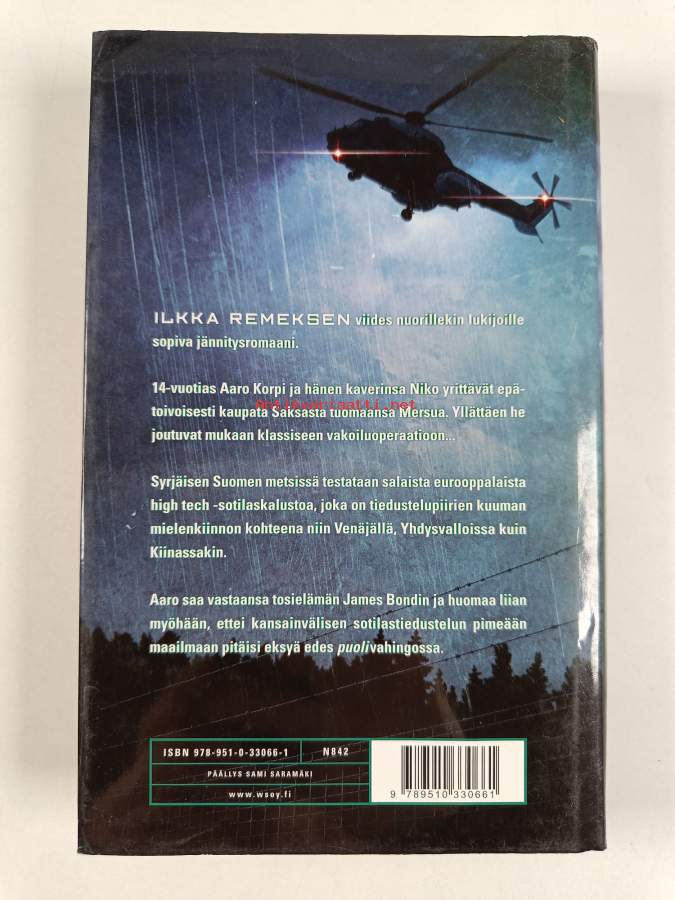 ILKKA REMEKSEN viides nuorillekin lukijoille
sopiva jännitysromaani.
14-vuotias Aaro Korpi ja hänen kaverinsa Niko yrittävät epä-
toivoisesti kaupata Saksasta tuomaansa Mersua. Yllättäen he
Antikvariaatti.net
joutuvat mukaan klassiseen vakoiluoperaatioon...
Syrjäisen Suomen metsissä testataan salaista eurooppalaista
high tech -sotilaskalustoa, joka on tiedustelupiirien kuuman
mielenkiinnon kohteena niin Venäjällä, Yhdysvalloissa kuin
Kiinassakin.
Aaro saa vastaansa tosielämän James Bondin ja huomaa liian
myöhään, ettei kansainvälisen sotilastiedustelun pimeään
maailmaan pitäisi eksyä edes puolivahingossa.
ISBN 978-951-0-33066-1 N842
PÄÄLLYS SAMI SARAMÄKI
www.wsoy.fi
9 789510 330661